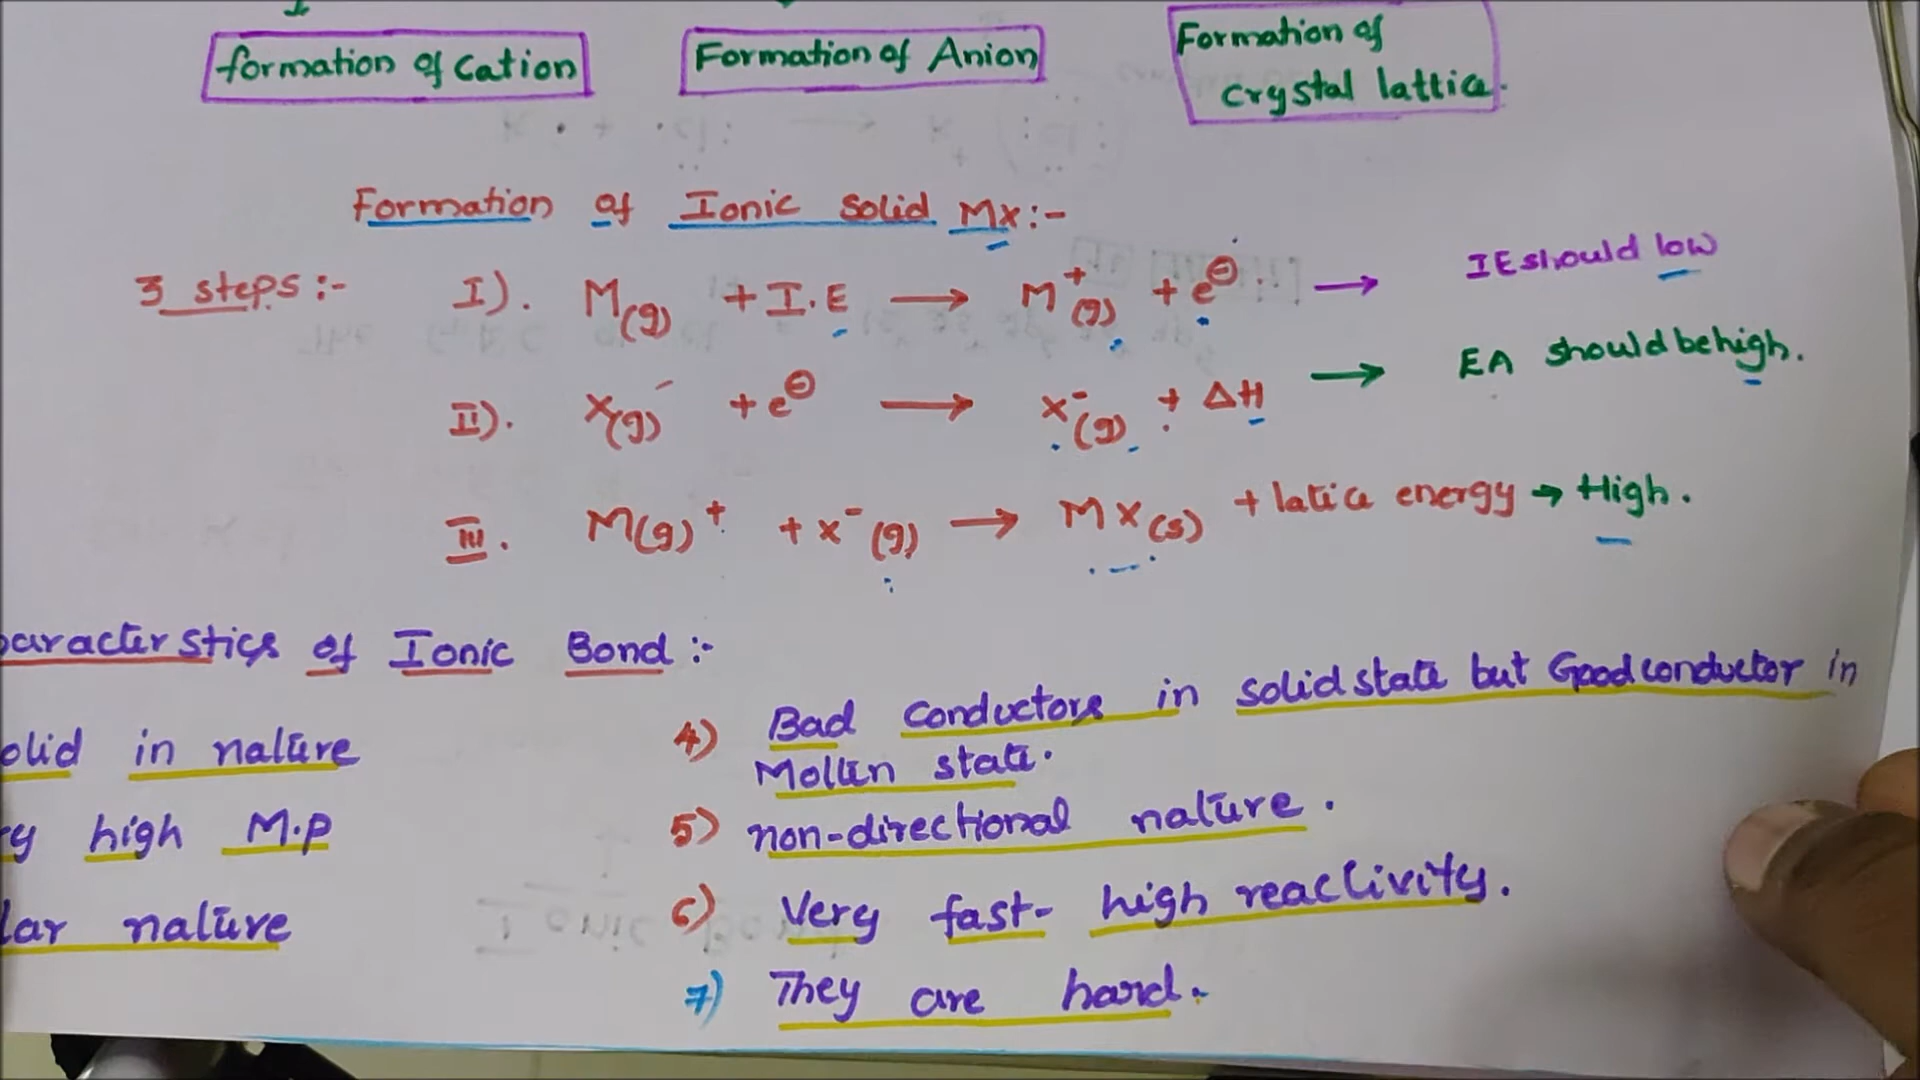 formation of Cation
Formation of Anion
Formation of
crystal lattice.
Formation of Ionic solid MX:-
3 steps:- I). M(g) + I.E → M⁺(g) + e⊖ → IE should low
II). X(g) + e⊖ → X⁻(g) + ΔH → EA should be high.
III. M(g)⁺ + X⁻(g) → MX(s) + latice energy → High.
aracterstics of Ionic Bond:-
olid in nature
high M.p
lar nature
4) Bad conductors in solid state but Good conductor in
Molten state.
5) non-directional nature.
6) Very fast- high reactivity.
7) They are hard.